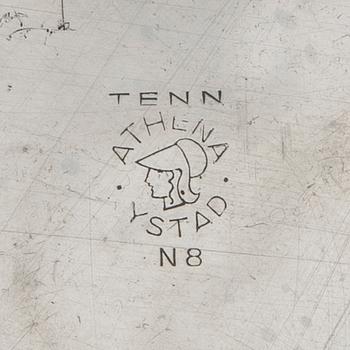 TENN
ATHENA
YSTAD
N8